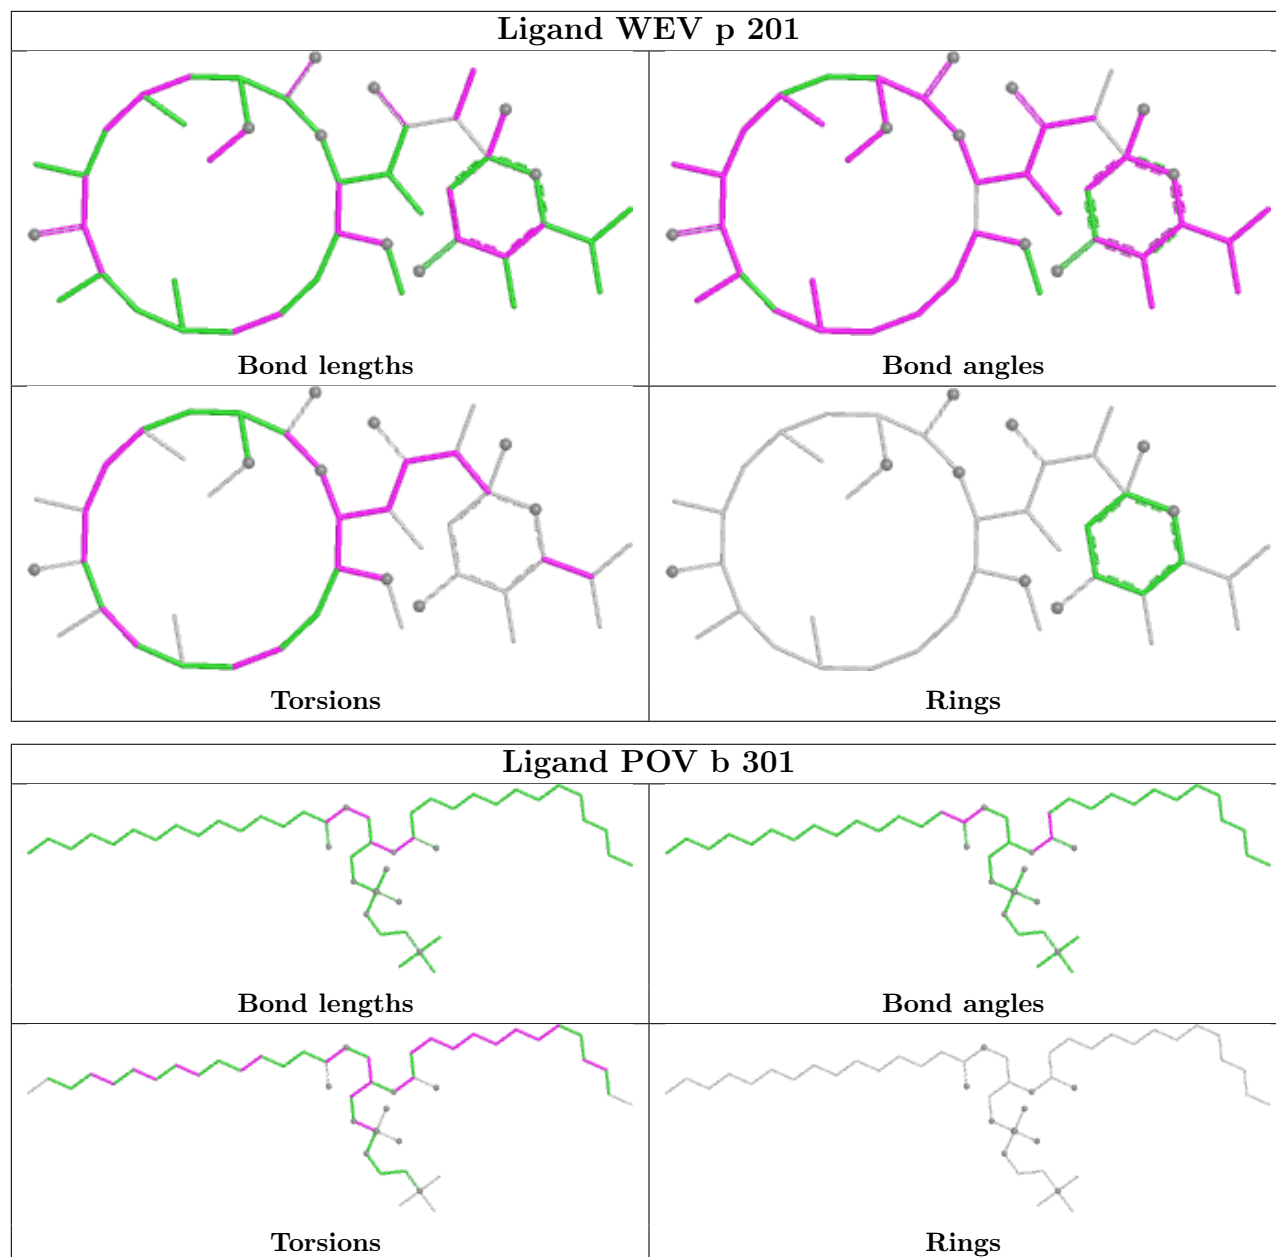 Ligand WEV p 201
Bond lengths
Bond angles
Torsions
Rings
Ligand POV b 301
Bond lengths
Bond angles
Torsions
Rings